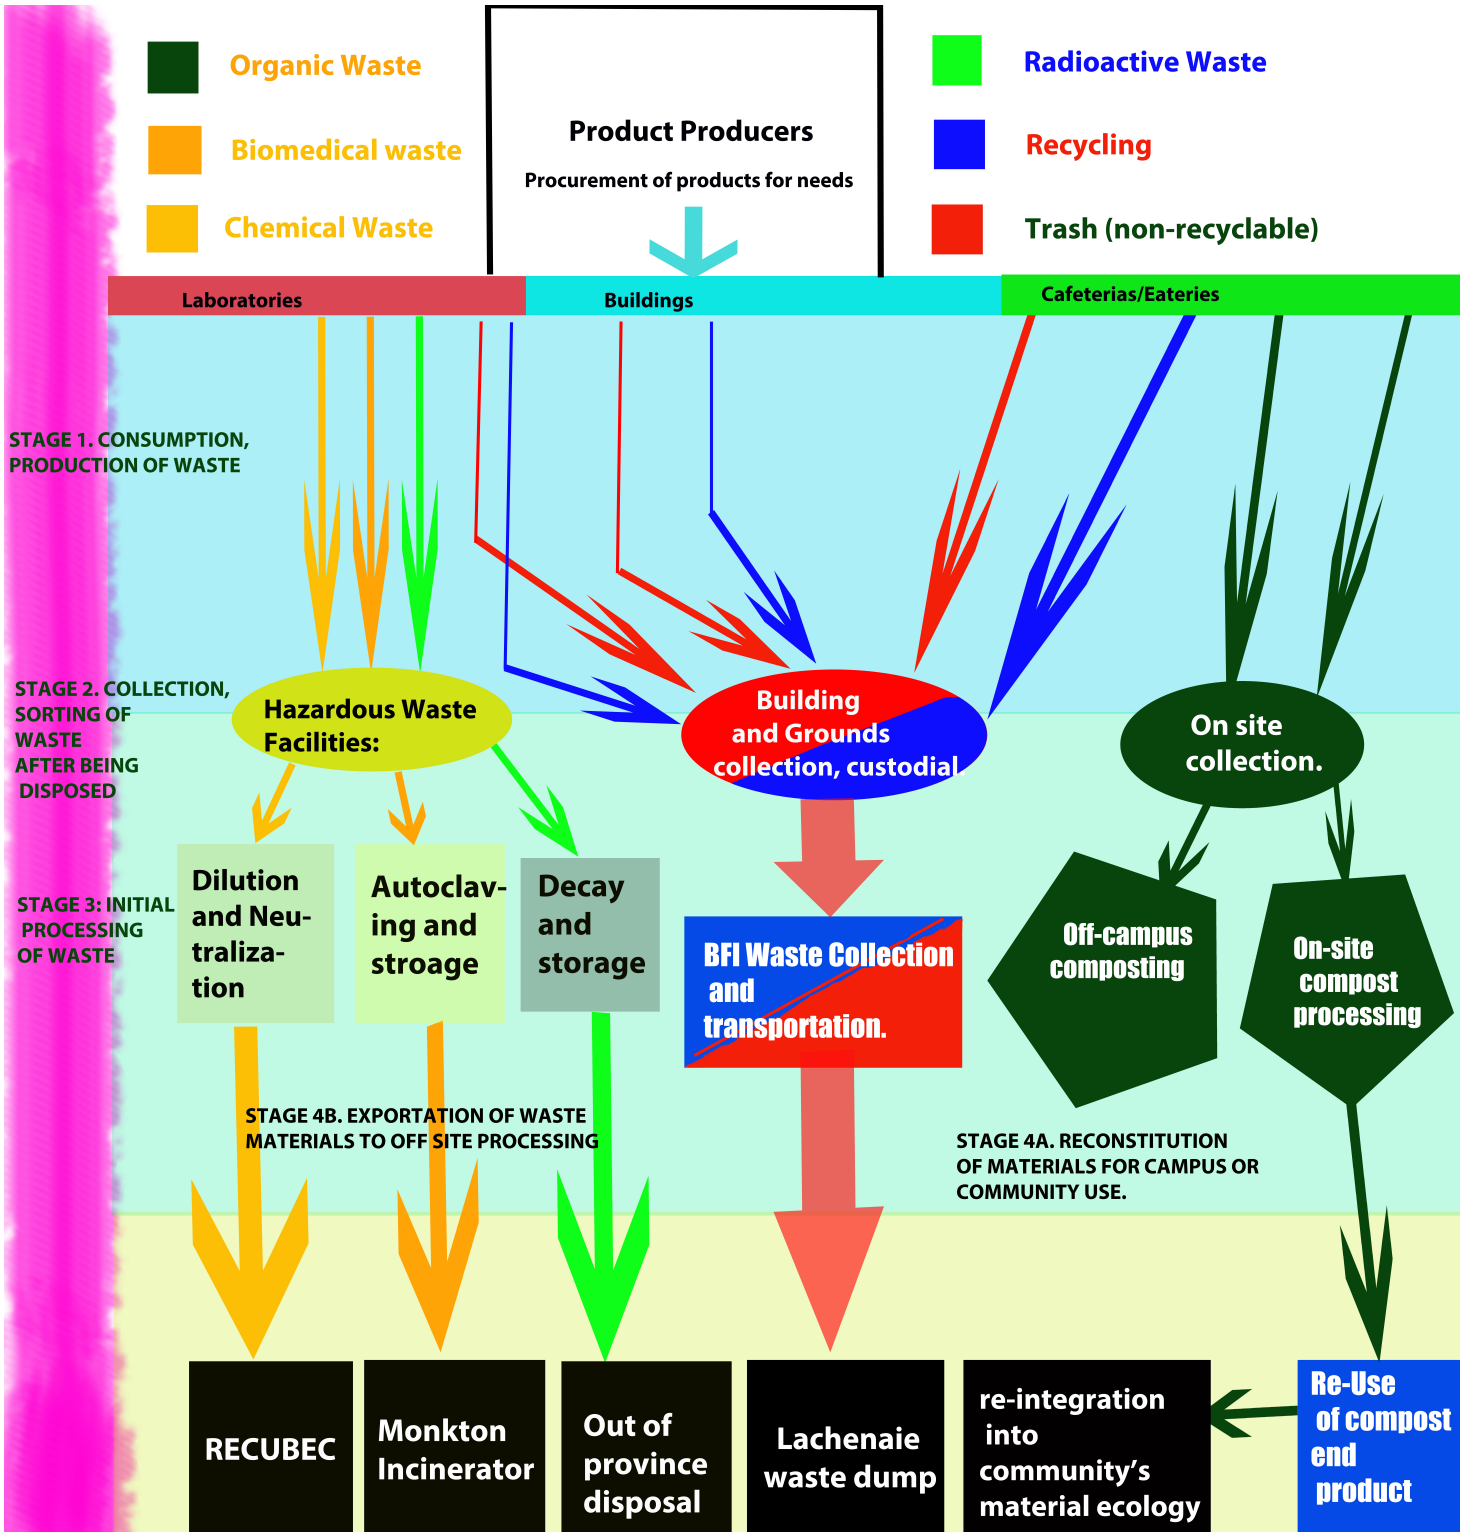 Organic Waste
Biomedical waste
Chemical Waste
Product Producers
Procurement of products for needs
Radioactive Waste
Recycling
Trash (non-recyclable)
Laboratories
Buildings
Cafeterias/Eateries
STAGE 1. CONSUMPTION,
PRODUCTION OF WASTE
STAGE 2. COLLECTION,
SORTING OF
WASTE
AFTER BEING
DISPOSED
Hazardous Waste
Facilities:
Building
and Grounds
collection, custodial.
On site
collection.
STAGE 3: INITIAL
PROCESSING
OF WASTE
Dilution
and Neu-
traliza-
tion
Autoclav-
ing and
stroage
Decay
and
storage
BFI Waste Collection
and
transportation.
Off-campus
composting
On-site
compost
processing
STAGE 4B. EXPORTATION OF WASTE
MATERIALS TO OFF SITE PROCESSING
STAGE 4A. RECONSTITUTION
OF MATERIALS FOR CAMPUS OR
COMMUNITY USE.
RECUBEC
Monkton
Incinerator
Out of
province
disposal
Lachenaie
waste dump
re-integration
into
community’s
material ecology
Re-Use
of compost
end
product